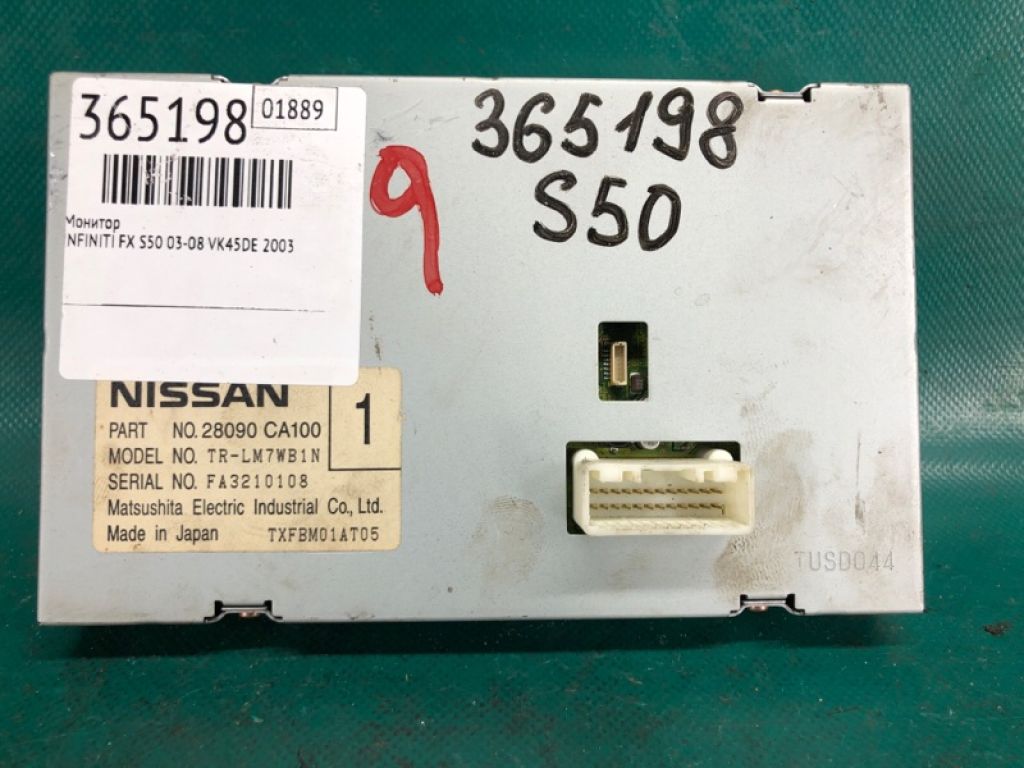 365198
01889
Монитор
NFINITI FX S50 03-08 VK45DE 2003
9
365198
S50
NISSAN
1
PART NO. 28090 CA100
MODEL NO. TR-LM7WB1N
SERIAL NO. FA3210108
Matsushita Electric Industrial Co., Ltd.
Made in Japan TXFBM01AT05
TUSD044